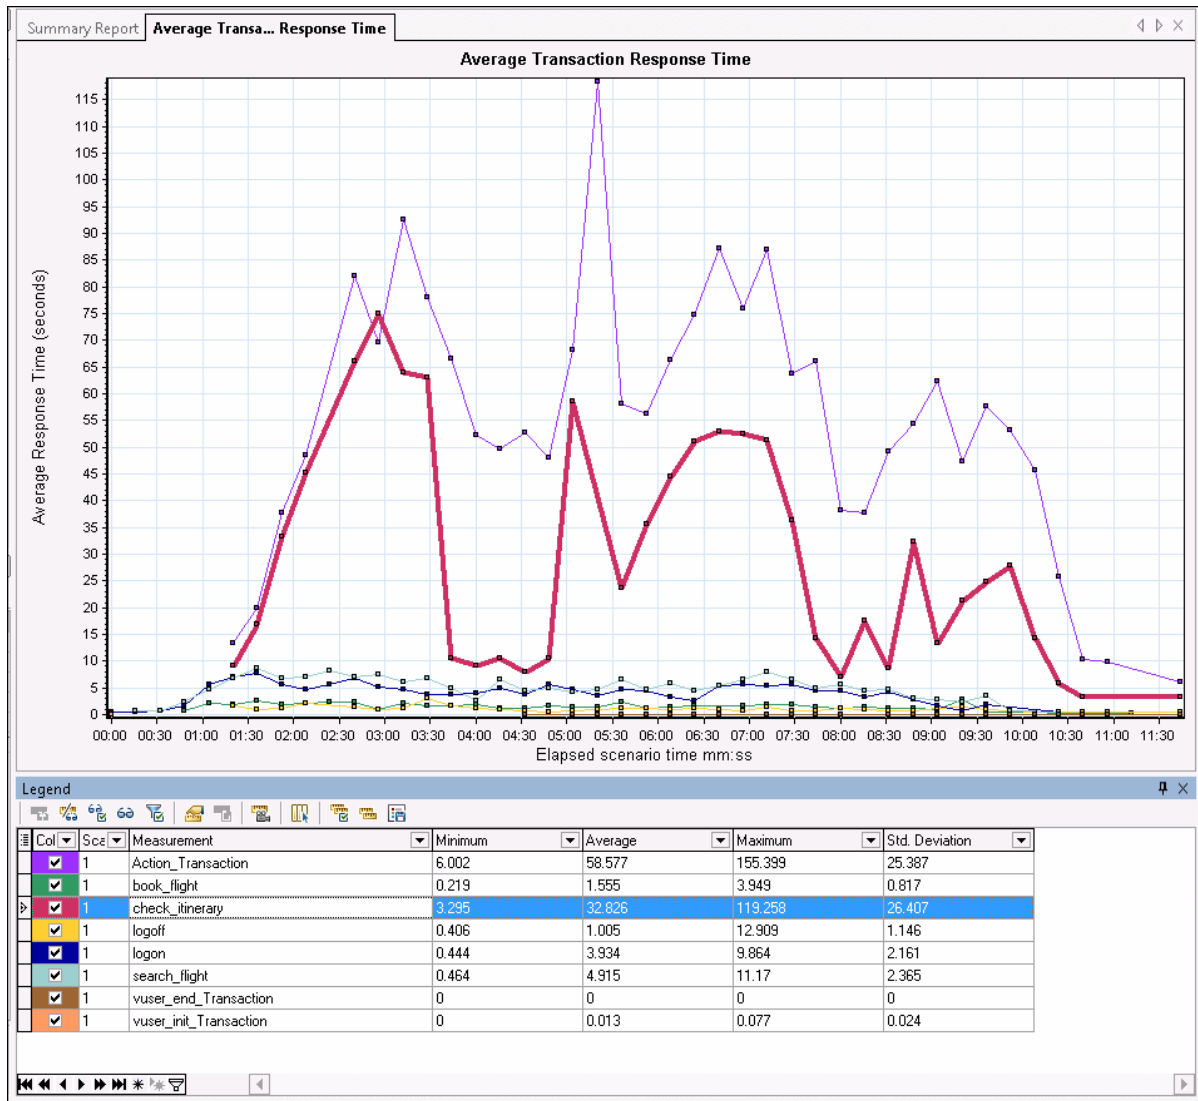 Summary Report Average Transa... Response Time
Average Transaction Response Time
Average Response Time (seconds)
115
110
105
100
95
90
85
80
75
70
65
60
55
50
45
40
35
30
25
20
15
10
5
0
00:00 00:30 01:00 01:30 02:00 02:30 03:00 03:30 04:00 04:30 05:00 05:30 06:00 06:30 07:00 07:30 08:00 08:30 09:00 09:30 10:00 10:30 11:00 11:30
Elapsed scenario time mm:ss
Legend
Col Sca Measurement Minimum Average Maximum Std. Deviation
1 Action_Transaction 6.002 58.577 155.399 25.387
1 book_flight 0.219 1.555 3.949 0.817
1 check_itinerary 3.295 32.826 119.258 26.407
1 logoff 0.406 1.005 12.909 1.146
1 logon 0.444 3.934 9.864 2.161
1 search_flight 0.464 4.915 11.17 2.365
1 vuser_end_Transaction 0 0 0 0
1 vuser_init_Transaction 0 0.013 0.077 0.024